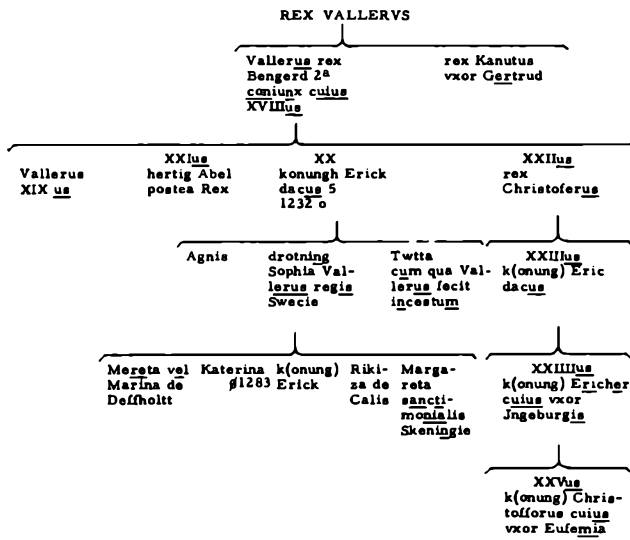 REX VALLERVS
Vallerus rex
Bengerd 2ª
coniunx cuius
XVIIIus
rex Kanutus
vxor Gertrud
Vallerus
XIX us
XXIus
hertig Abel
postea Rex
XX
konungh Erick
dacus 5
1232 o
XXIIus
rex
Christoferus
Agnis
drotning
Sophia Val-
lerus regis
Swecie
Twtta
cum qua Val-
lerus fecit
incestum
XXIIIus
k(onung) Eric
dacus
Mereta vel
Marina de
Deffholtt
Katerina
ø1283
k(onung)
Erick
Riki-
za de
Calis
Marga-
reta
sancti-
monialis
Skeningie
XXIIIIus
k(onung) Ericher
cuius vxor
Jngeburgis
XXVus
k(onung) Chris-
tofforus cuius
vxor Eufemia